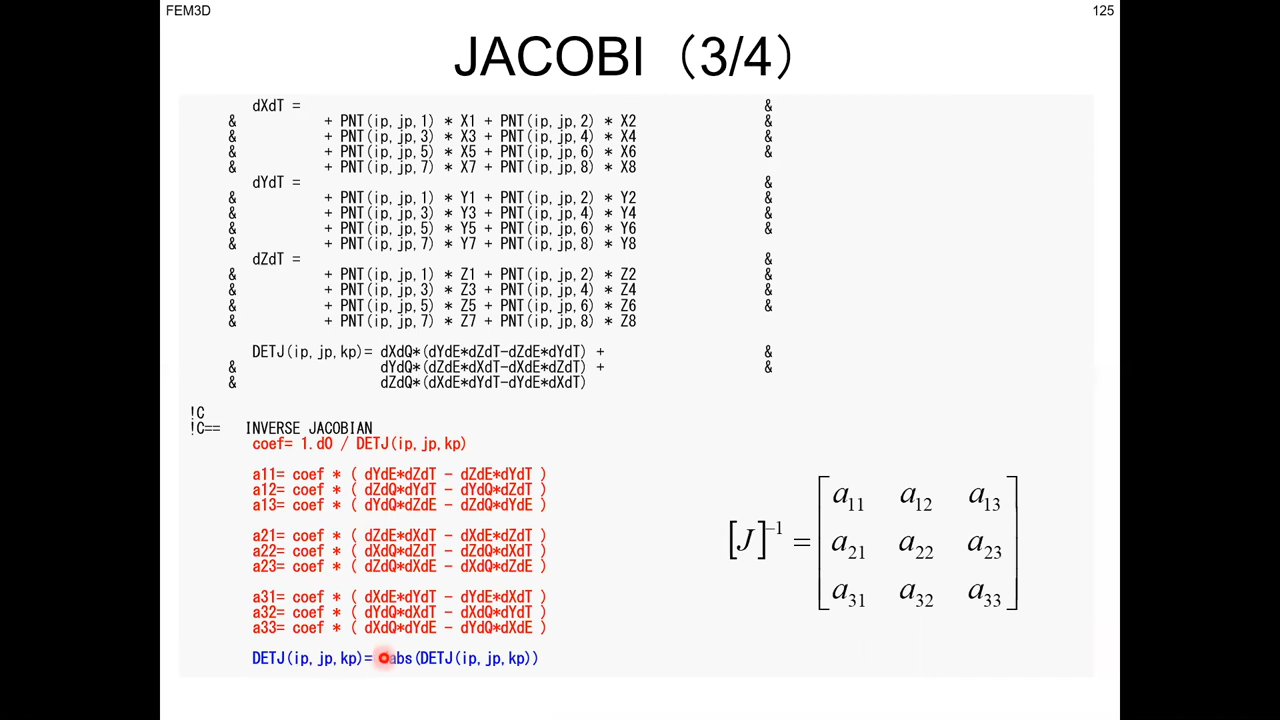 FEM3D
125
JACOBI（3/4）
dXdT = &
& + PNT(ip,jp,1) * X1 + PNT(ip,jp,2) * X2 &
& + PNT(ip,jp,3) * X3 + PNT(ip,jp,4) * X4 &
& + PNT(ip,jp,5) * X5 + PNT(ip,jp,6) * X6 &
& + PNT(ip,jp,7) * X7 + PNT(ip,jp,8) * X8
dYdT = &
& + PNT(ip,jp,1) * Y1 + PNT(ip,jp,2) * Y2 &
& + PNT(ip,jp,3) * Y3 + PNT(ip,jp,4) * Y4 &
& + PNT(ip,jp,5) * Y5 + PNT(ip,jp,6) * Y6 &
& + PNT(ip,jp,7) * Y7 + PNT(ip,jp,8) * Y8
dZdT = &
& + PNT(ip,jp,1) * Z1 + PNT(ip,jp,2) * Z2 &
& + PNT(ip,jp,3) * Z3 + PNT(ip,jp,4) * Z4 &
& + PNT(ip,jp,5) * Z5 + PNT(ip,jp,6) * Z6 &
& + PNT(ip,jp,7) * Z7 + PNT(ip,jp,8) * Z8
DETJ(ip,jp,kp)= dXdQ*(dYdE*dZdT-dZdE*dYdT) + &
& dYdQ*(dZdE*dXdT-dXdE*dZdT) + &
& dZdQ*(dXdE*dYdT-dYdE*dXdT)
!C
!C== INVERSE JACOBIAN
coef= 1.d0 / DETJ(ip,jp,kp)
a11= coef * ( dYdE*dZdT - dZdE*dYdT )
a12= coef * ( dZdQ*dYdT - dYdQ*dZdT )
a13= coef * ( dYdQ*dZdE - dZdQ*dYdE )
a21= coef * ( dZdE*dXdT - dXdE*dZdT )
a22= coef * ( dXdQ*dZdT - dZdQ*dXdT )
a23= coef * ( dZdQ*dXdE - dXdQ*dZdE )
a31= coef * ( dXdE*dYdT - dYdE*dXdT )
a32= coef * ( dYdQ*dXdT - dXdQ*dYdT )
a33= coef * ( dXdQ*dYdE - dYdQ*dXdE )
DETJ(ip,jp,kp)= dabs(DETJ(ip,jp,kp))
a11 a12 a13
[J]^-1 = a21 a22 a23
a31 a32 a33